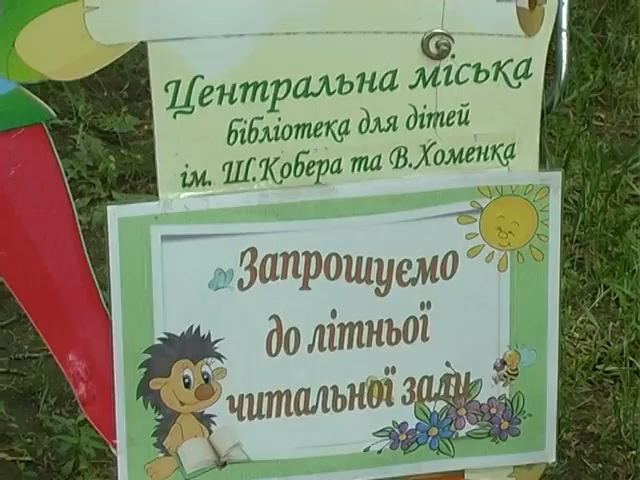 Центральна міська
бібліотека для дітей
ім. Ш.Кобера та В.Хоменка
Запрошуємо
до літньої
читальної зали